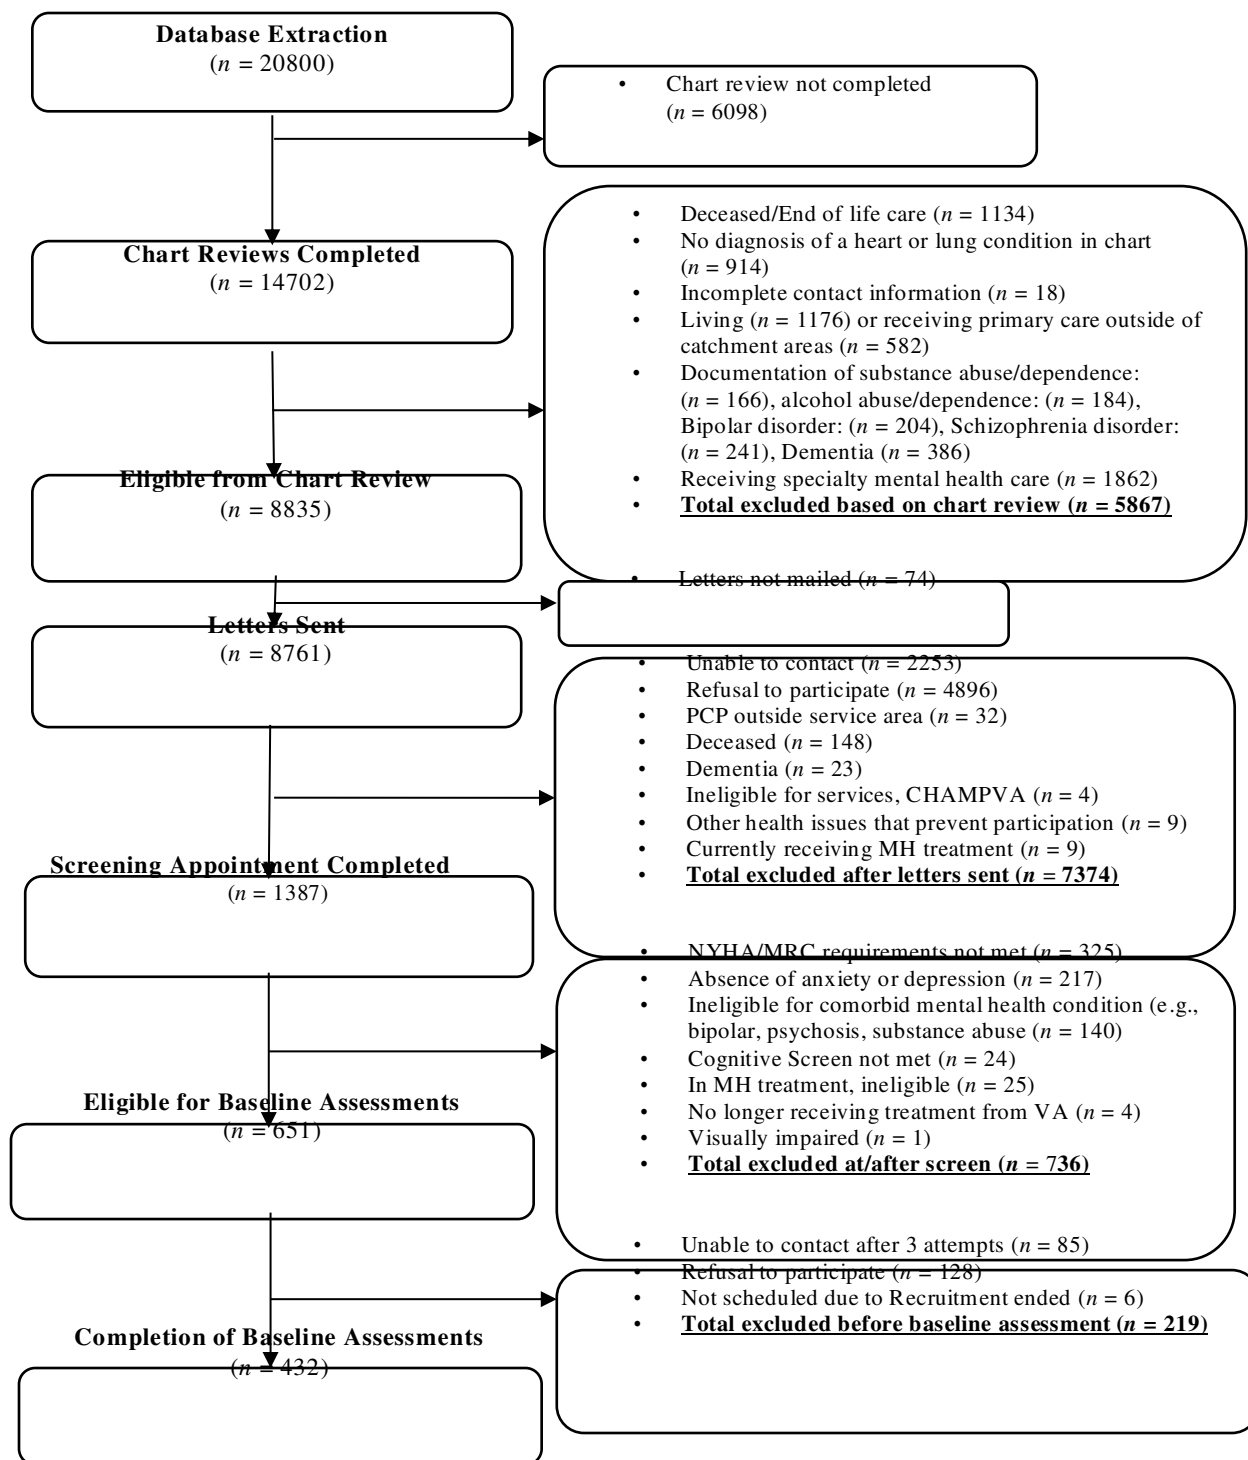 Database Extraction
(n = 20800)
• Chart review not completed
(n = 6098)
• Deceased/End of life care (n = 1134)
• No diagnosis of a heart or lung condition in chart
(n = 914)
• Incomplete contact information (n = 18)
• Living (n = 1176) or receiving primary care outside of
catchment areas (n = 582)
• Documentation of substance abuse/dependence:
(n = 166), alcohol abuse/dependence: (n = 184),
Bipolar disorder: (n = 204), Schizophrenia disorder:
(n = 241), Dementia (n = 386)
• Receiving specialty mental health care (n = 1862)
• Total excluded based on chart review (n = 5867)
Chart Reviews Completed
(n = 14702)
Eligible from Chart Review
(n = 8835)
• Letters not mailed (n = 74)
Letters Sent
(n = 8761)
• Unable to contact (n = 2253)
• Refusal to participate (n = 4896)
• PCP outside service area (n = 32)
• Deceased (n = 148)
• Dementia (n = 23)
• Ineligible for services, CHAMPVA (n = 4)
• Other health issues that prevent participation (n = 9)
• Currently receiving MH treatment (n = 9)
• Total excluded after letters sent (n = 7374)
Screening Appointment Completed
(n = 1387)
• NYHA/MRC requirements not met (n = 325)
• Absence of anxiety or depression (n = 217)
• Ineligible for comorbid mental health condition (e.g.,
bipolar, psychosis, substance abuse (n = 140)
• Cognitive Screen not met (n = 24)
• In MH treatment, ineligible (n = 25)
• No longer receiving treatment from VA (n = 4)
• Visually impaired (n = 1)
• Total excluded at/after screen (n = 736)
Eligible for Baseline Assessments
(n = 651)
• Unable to contact after 3 attempts (n = 85)
• Refusal to participate (n = 128)
• Not scheduled due to Recruitment ended (n = 6)
• Total excluded before baseline assessment (n = 219)
Completion of Baseline Assessments
(n = 432)